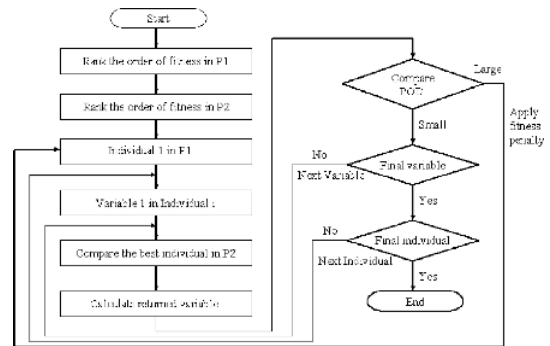 Start
Rank the order of fitness in P1
Rank the order of fitness in P2
Individual 1 in P1
Variable 1 in Individual i
Compare the best individual in P2
Calculate returned variable
Compare
POD
Large
Apply
fitness
penalty
Small
Final variable
No
Next Variable
Yes
Final individual
No
Next Individual
Yes
End